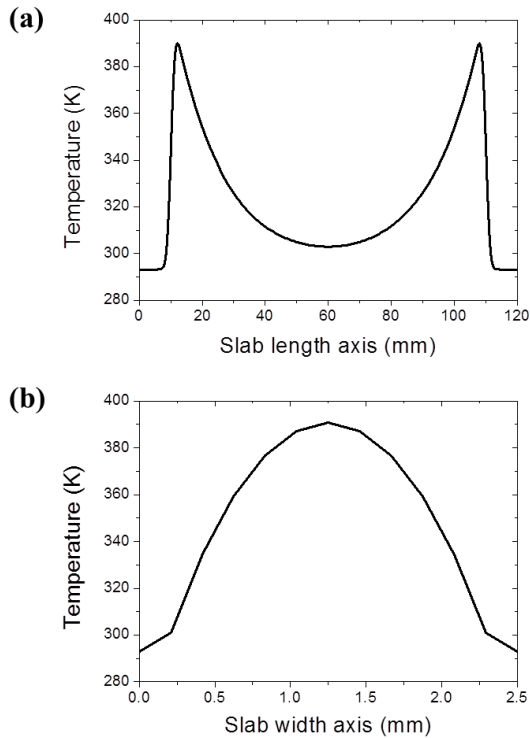 (a)
400
380
360
340
320
300
280
Temperature (K)
0 20 40 60 80 100 120
Slab length axis (mm)
(b)
400
380
360
340
320
300
280
Temperature (K)
0.0 0.5 1.0 1.5 2.0 2.5
Slab width axis (mm)